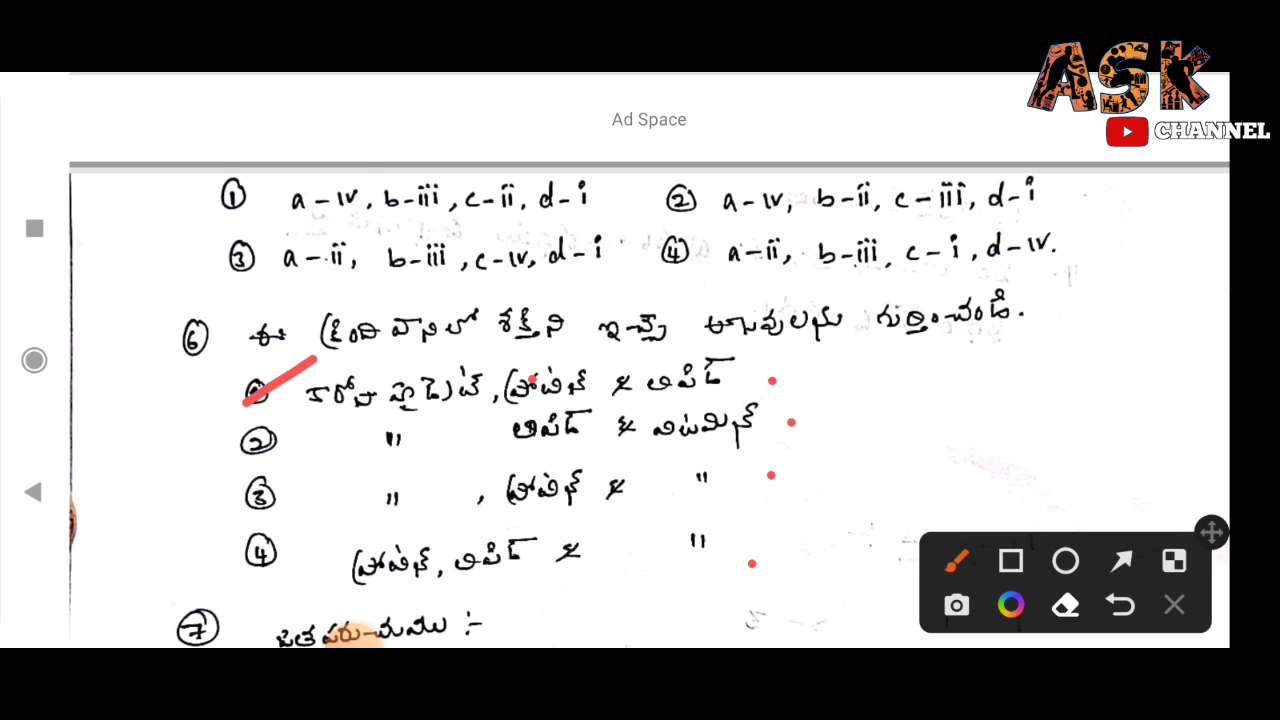 ASK
CHANNEL
Ad Space
① a-iv, b-iii, c-ii, d-i ② a-iv, b-ii, c-iii, d-i
③ a-ii, b-iii, c-iv, d-i ④ a-ii, b-iii, c-i, d-iv.
⑥ ఈ క్రింది వానిలో శక్తిని ఇచ్చే అణువులను గుర్తించండి.
① కార్బోహైడ్రేట్, ప్రోటీన్ & లిపిడ్
② " లిపిడ్ & విటమిన్
③ " , ప్రోటీన్ & "
④ ప్రోటీన్, లిపిడ్ & "
⑦ :-